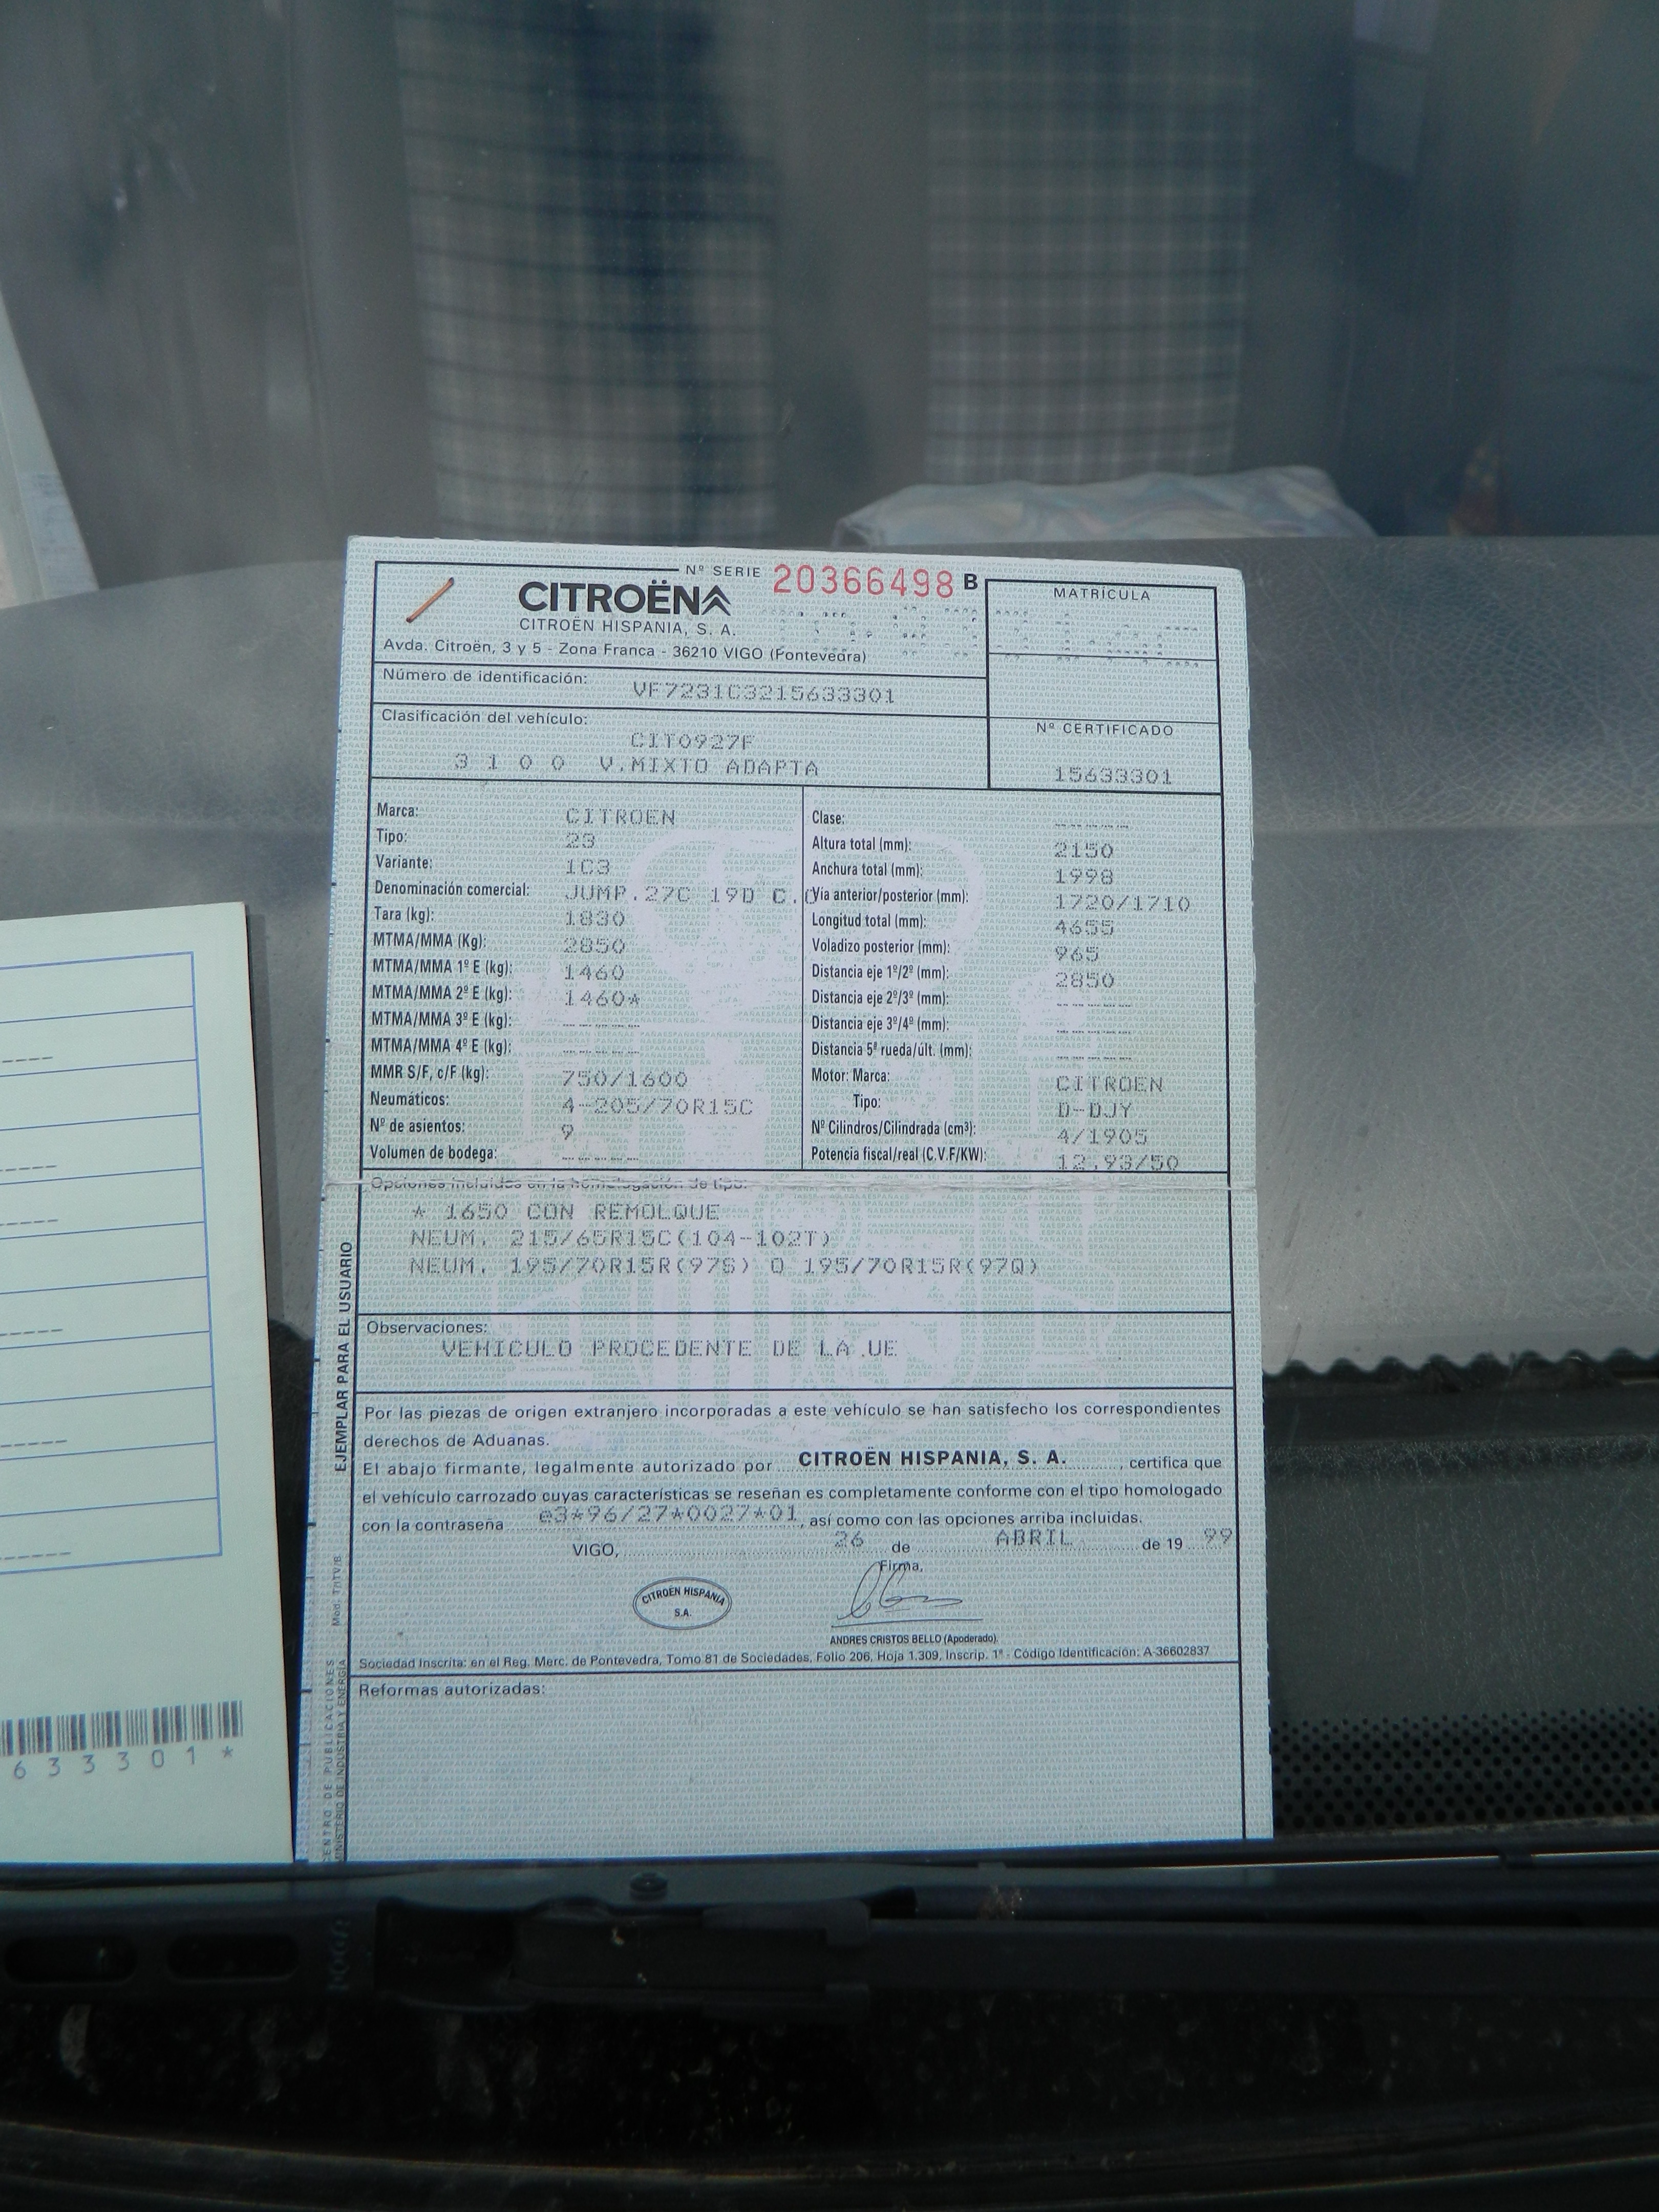 Nº SERIE 20366498 B
CITROËN
CITROËN HISPANIA, S. A.
Avda. Citroën, 3 y 5 - Zona Franca - 36210 VIGO (Pontevedra)
MATRÍCULA
Número de identificación: VF7231C3215633301
Clasificación del vehículo:
CIT0927F
3 1 0 0 V.MIXTO ADAPTA
Nº CERTIFICADO
15633301
Marca: CITROEN
Tipo: 23
Variante: 1C3
Denominación comercial: JUMP.27C 19D C.(
Tara (kg): 1830
MTMA/MMA (Kg): 2850
MTMA/MMA 1º E (kg): 1460
MTMA/MMA 2º E (kg): 1460*
MTMA/MMA 3º E (kg): ----
MTMA/MMA 4º E (kg): ----
MMR S/F, c/F (kg): 750/1600
Neumáticos: 4-205/70R15C
Nº de asientos: 9
Volumen de bodega: ----
Clase: ----
Altura total (mm): 2150
Anchura total (mm): 1998
Vía anterior/posterior (mm): 1720/1710
Longitud total (mm): 4655
Voladizo posterior (mm): 965
Distancia eje 1º/2º (mm): 2850
Distancia eje 2º/3º (mm): ----
Distancia eje 3º/4º (mm): ----
Distancia 5ª rueda/últ. (mm): ----
Motor: Marca: CITROEN
Tipo: D-DJY
Nº Cilindros/Cilindrada (cm³): 4/1905
Potencia fiscal/real (C.V.F/KW): 12.93/50
Opciones incluidas en la homologación de tipo:
* 1650 CON REMOLQUE
NEUM. 215/65R15C(104-102T)
NEUM. 195/70R15R(97S) O 195/70R15R(97Q)
Observaciones:
VEHICULO PROCEDENTE DE LA UE
Por las piezas de origen extranjero incorporadas a este vehículo se han satisfecho los correspondientes
derechos de Aduanas.
El abajo firmante, legalmente autorizado por CITROËN HISPANIA, S. A. , certifica que
el vehículo carrozado cuyas características se reseñan es completamente conforme con el tipo homologado
con la contraseña e3*96/27*0027*01, así como con las opciones arriba incluidas.
VIGO, 26 de ABRIL de 19 99
Firma,
CITROËN HISPANIA
S.A.
ANDRES CRISTOS BELLO (Apoderado)
Sociedad Inscrita: en el Reg. Merc. de Pontevedra, Tomo 81 de Sociedades, Folio 206, Hoja 1.309, Inscrip. 1ª - Código Identificación: A-36602837
Reformas autorizadas:
EJEMPLAR PARA EL USUARIO
CENTRO DE PUBLICACIONES
MINISTERIO DE INDUSTRIA Y ENERGÍA
6 3 3 3 0 1 *